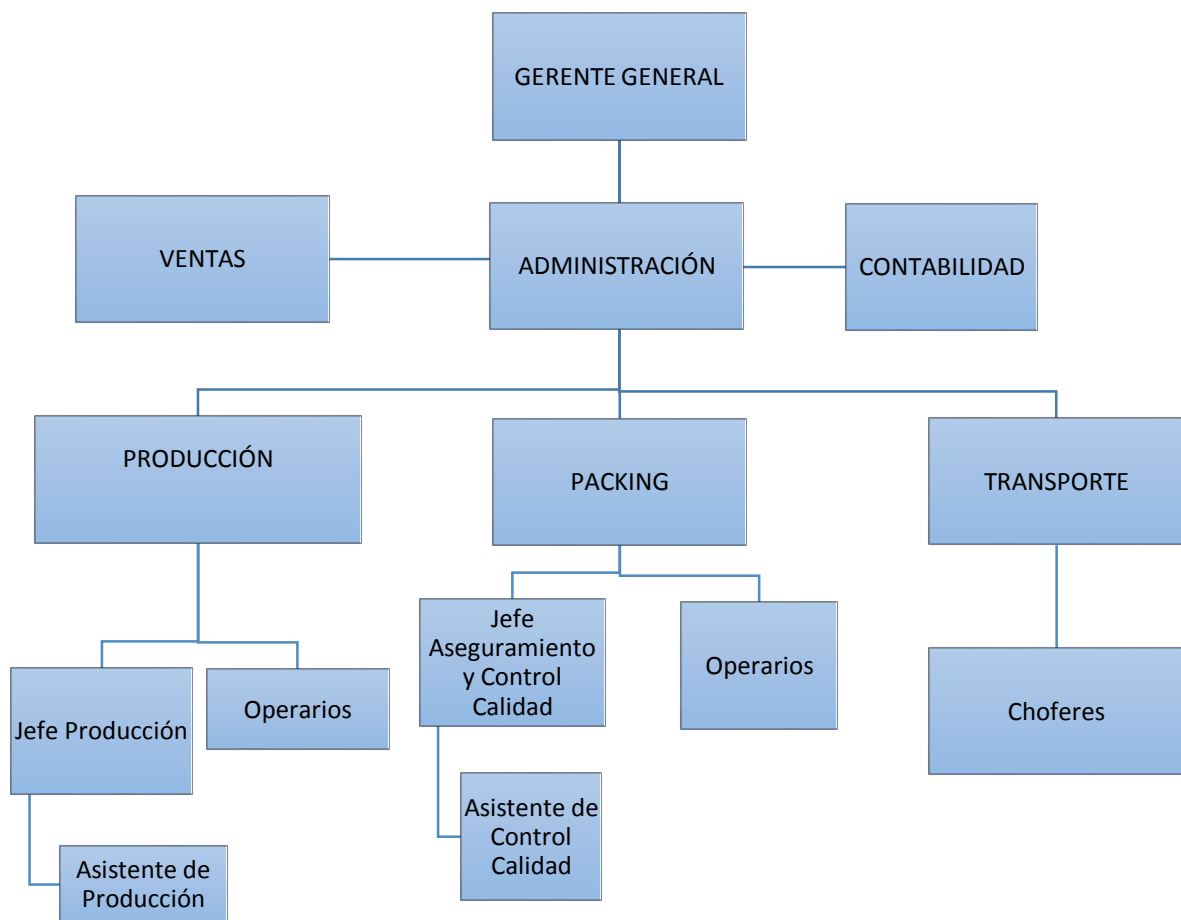 GERENTE GENERAL
VENTAS
ADMINISTRACIÓN
CONTABILIDAD
PRODUCCIÓN
PACKING
TRANSPORTE
Jefe Producción
Operarios
Jefe
Aseguramiento
y Control
Calidad
Operarios
Choferes
Asistente de
Producción
Asistente de
Control
Calidad